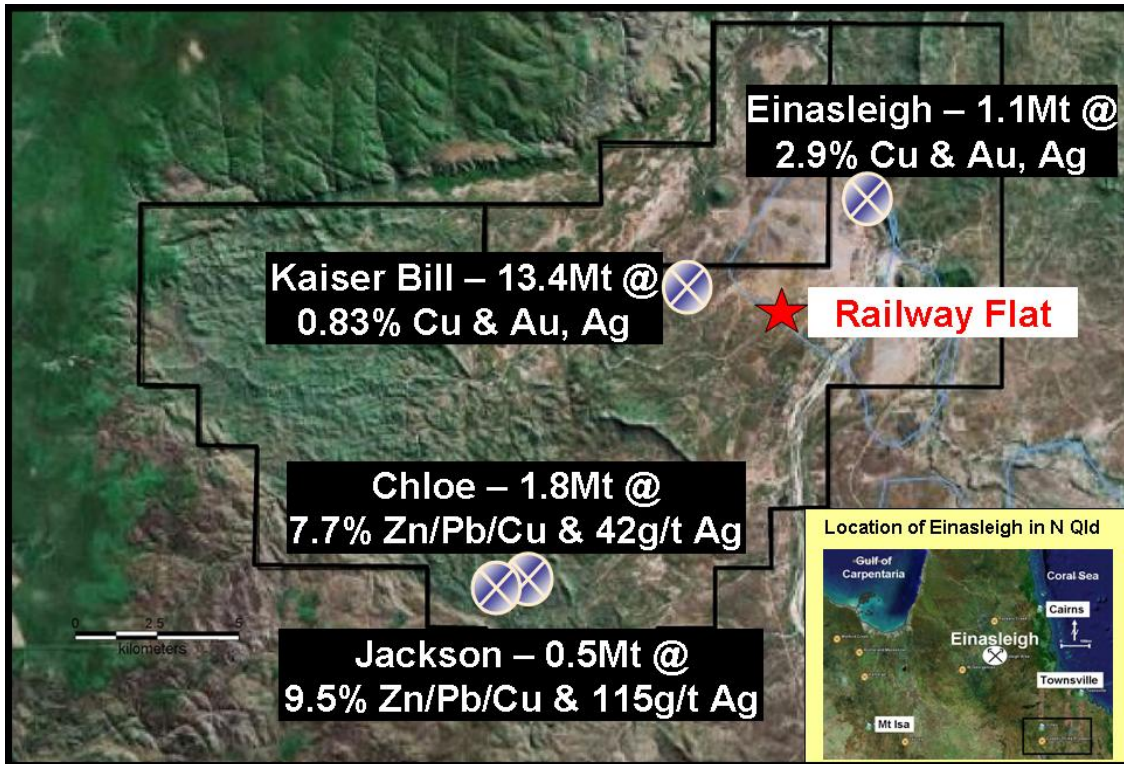 Einasleigh – 1.1Mt @
2.9% Cu & Au, Ag
Kaiser Bill – 13.4Mt @
0.83% Cu & Au, Ag
Railway Flat
Chloe – 1.8Mt @
7.7% Zn/Pb/Cu & 42g/t Ag
Jackson – 0.5Mt @
9.5% Zn/Pb/Cu & 115g/t Ag
0 2.5 5
kilometers
Location of Einasleigh in N Qld
Gulf of
Carpentaria
Coral Sea
Cairns
Einasleigh
Townsville
Mt Isa